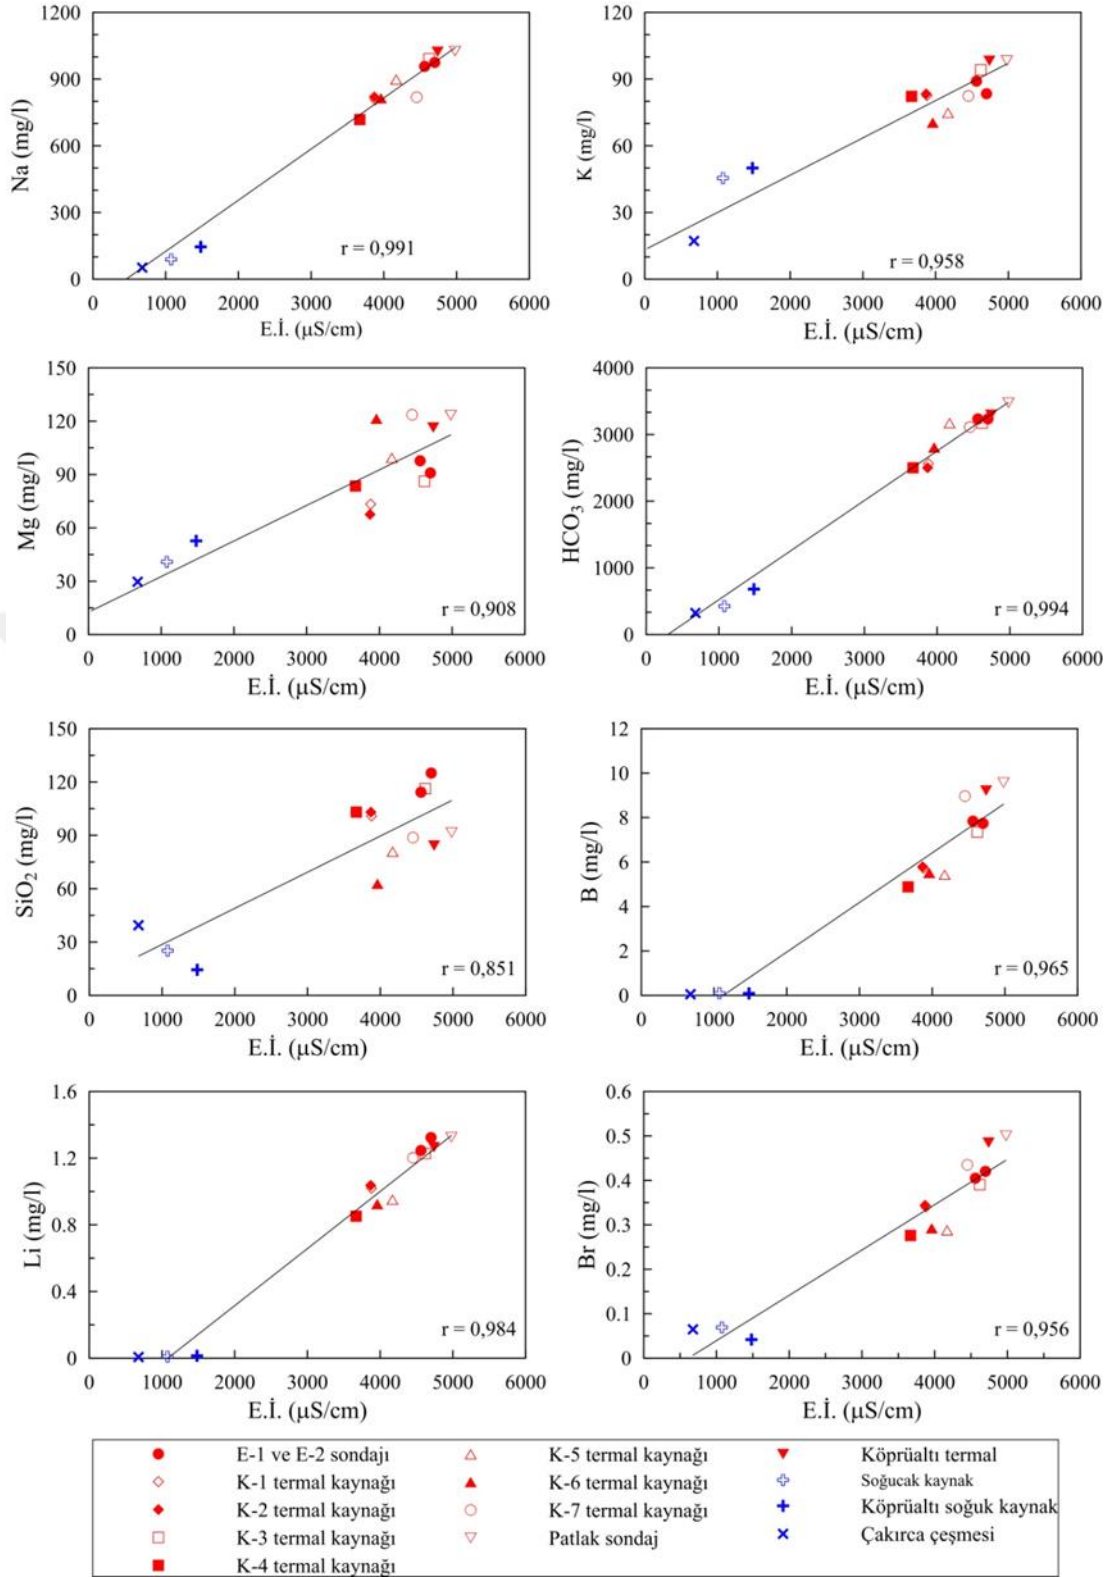 1200
900
600
300
0
Na (mg/l)
r = 0,991
0 1000 2000 3000 4000 5000 6000
E.İ. (µS/cm)
120
90
60
30
0
K (mg/l)
r = 0,958
0 1000 2000 3000 4000 5000 6000
E.İ. (µS/cm)
150
120
90
60
30
0
Mg (mg/l)
r = 0,908
0 1000 2000 3000 4000 5000 6000
E.İ. (µS/cm)
4000
3000
2000
1000
0
HCO₃ (mg/l)
r = 0,994
0 1000 2000 3000 4000 5000 6000
E.İ. (µS/cm)
150
120
90
60
30
0
SiO₂ (mg/l)
r = 0,851
0 1000 2000 3000 4000 5000 6000
E.İ. (µS/cm)
12
10
8
6
4
2
0
B (mg/l)
r = 0,965
0 1000 2000 3000 4000 5000 6000
E.İ. (µS/cm)
1.6
1.2
0.8
0.4
0
Li (mg/l)
r = 0,984
0 1000 2000 3000 4000 5000 6000
E.İ. (µS/cm)
0.6
0.5
0.4
0.3
0.2
0.1
0
Br (mg/l)
r = 0,956
0 1000 2000 3000 4000 5000 6000
E.İ. (µS/cm)
E-1 ve E-2 sondajı
K-1 termal kaynağı
K-2 termal kaynağı
K-3 termal kaynağı
K-4 termal kaynağı
K-5 termal kaynağı
K-6 termal kaynağı
K-7 termal kaynağı
Patlak sondaj
Köprüaltı termal
Soğucak kaynak
Köprüaltı soğuk kaynak
Çakırca çeşmesi